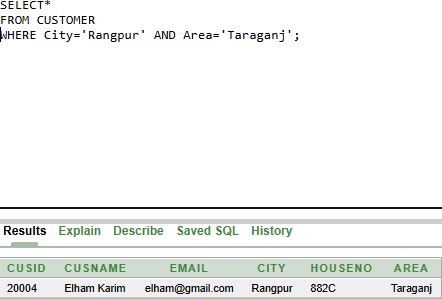 SELECT*
FROM CUSTOMER
WHERE City='Rangpur' AND Area='Taraganj';
Results Explain Describe Saved SQL History
CUSID CUSNAME EMAIL CITY HOUSENO AREA
20004 Elham Karim elham@gmail.com Rangpur 882C Taraganj